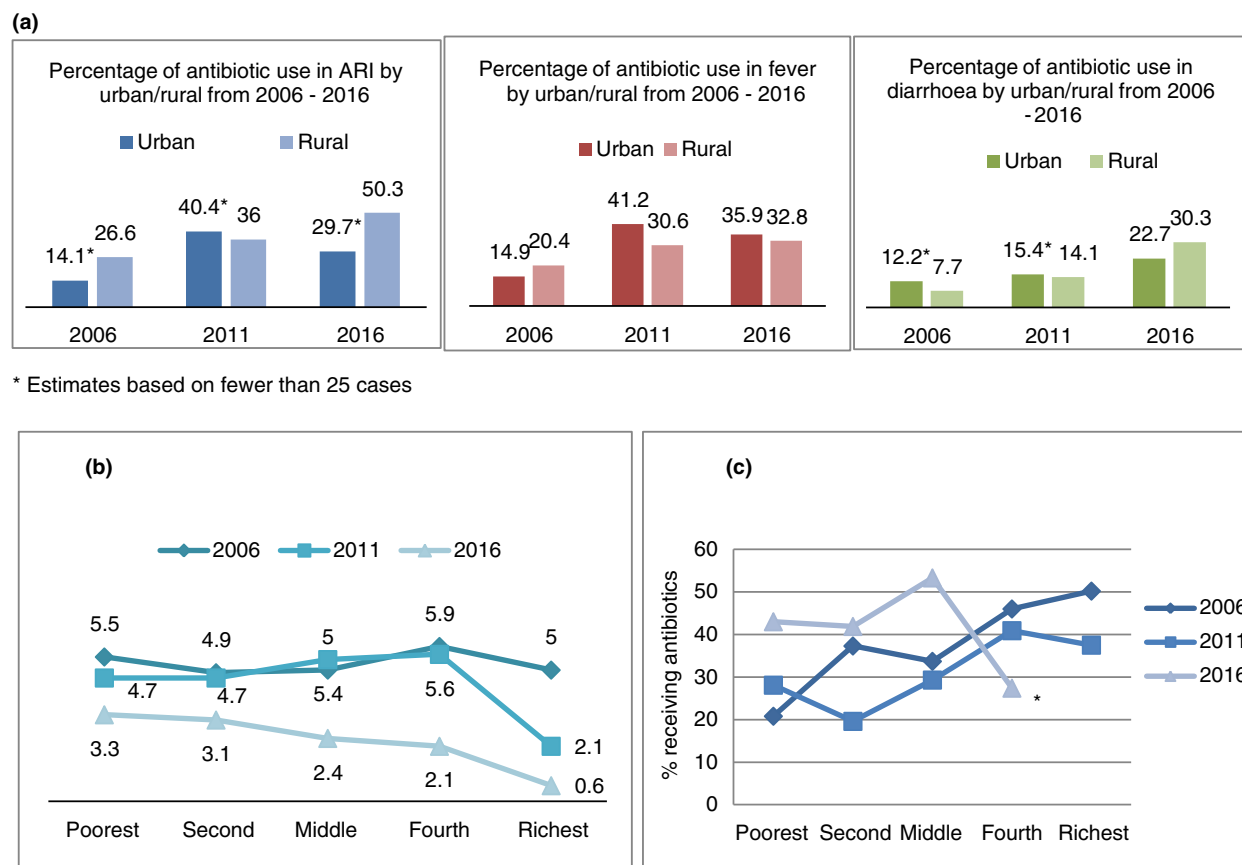 (a)
Percentage of antibiotic use in ARI by
urban/rural from 2006 - 2016
Urban Rural
14.1* 26.6 40.4* 36 29.7* 50.3
2006 2011 2016
Percentage of antibiotic use in fever
by urban/rural from 2006 - 2016
Urban Rural
14.9 20.4 41.2 30.6 35.9 32.8
2006 2011 2016
Percentage of antibiotic use in
diarrhoea by urban/rural from 2006
- 2016
Urban Rural
12.2* 7.7 15.4* 14.1 22.7 30.3
2006 2011 2016
* Estimates based on fewer than 25 cases
(b)
2006 2011 2016
5.5 4.9 5 5.9 5
4.7 4.7 5.4 5.6 2.1
3.3 3.1 2.4 2.1 0.6
Poorest Second Middle Fourth Richest
(c)
% receiving antibiotics
60
50
40
30
20
10
0
*
2006
2011
2016
Poorest Second Middle Fourth Richest